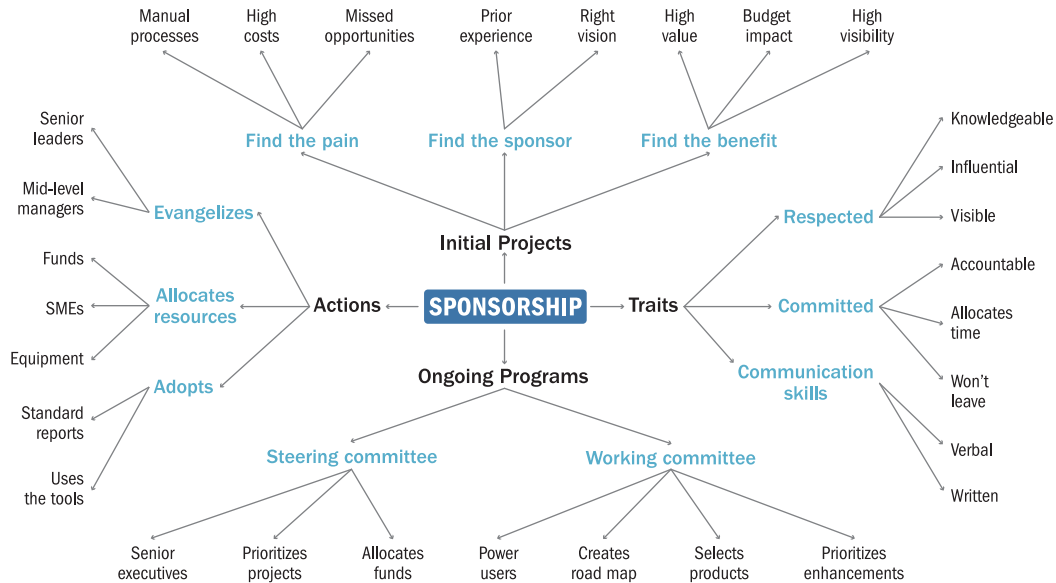 Manual
processes
High
costs
Missed
opportunities
Prior
experience
Right
vision
High
value
Budget
impact
High
visibility
Find the pain
Find the sponsor
Find the benefit
Initial Projects
SPONSORSHIP
Actions
Evangelizes
Senior
leaders
Mid-level
managers
Allocates
resources
Funds
SMEs
Equipment
Adopts
Standard
reports
Uses
the tools
Traits
Respected
Knowledgeable
Influential
Visible
Committed
Accountable
Allocates
time
Won't
leave
Communication
skills
Verbal
Written
Ongoing Programs
Steering committee
Working committee
Senior
executives
Prioritizes
projects
Allocates
funds
Power
users
Creates
road map
Selects
products
Prioritizes
enhancements